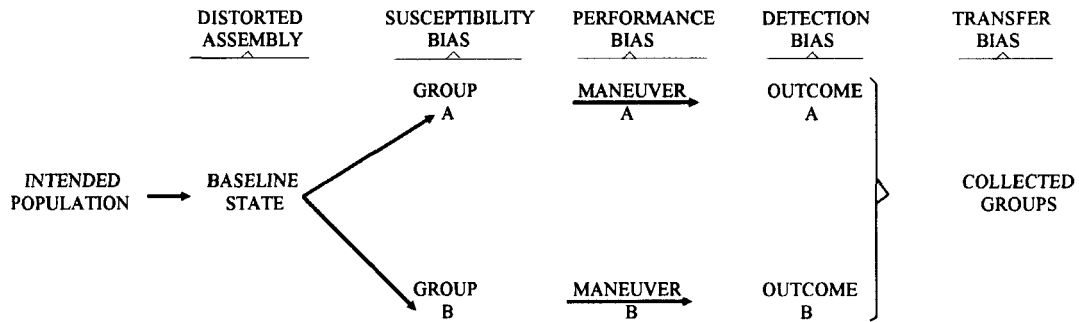 DISTORTED ASSEMBLY
SUSCEPTIBILITY BIAS
PERFORMANCE BIAS
DETECTION BIAS
TRANSFER BIAS
GROUP A
MANEUVER A
OUTCOME A
INTENDED POPULATION
BASELINE STATE
COLLECTED GROUPS
GROUP B
MANEUVER B
OUTCOME B